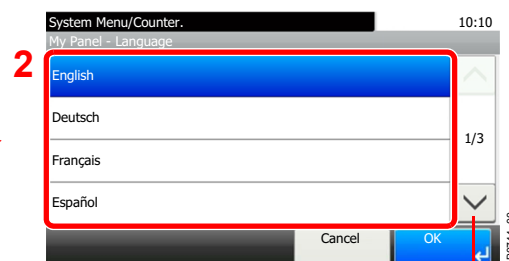 System Menu/Counter. 10:10
My Panel - Language
2
English
Deutsch
1/3
Français
Español
Cancel OK